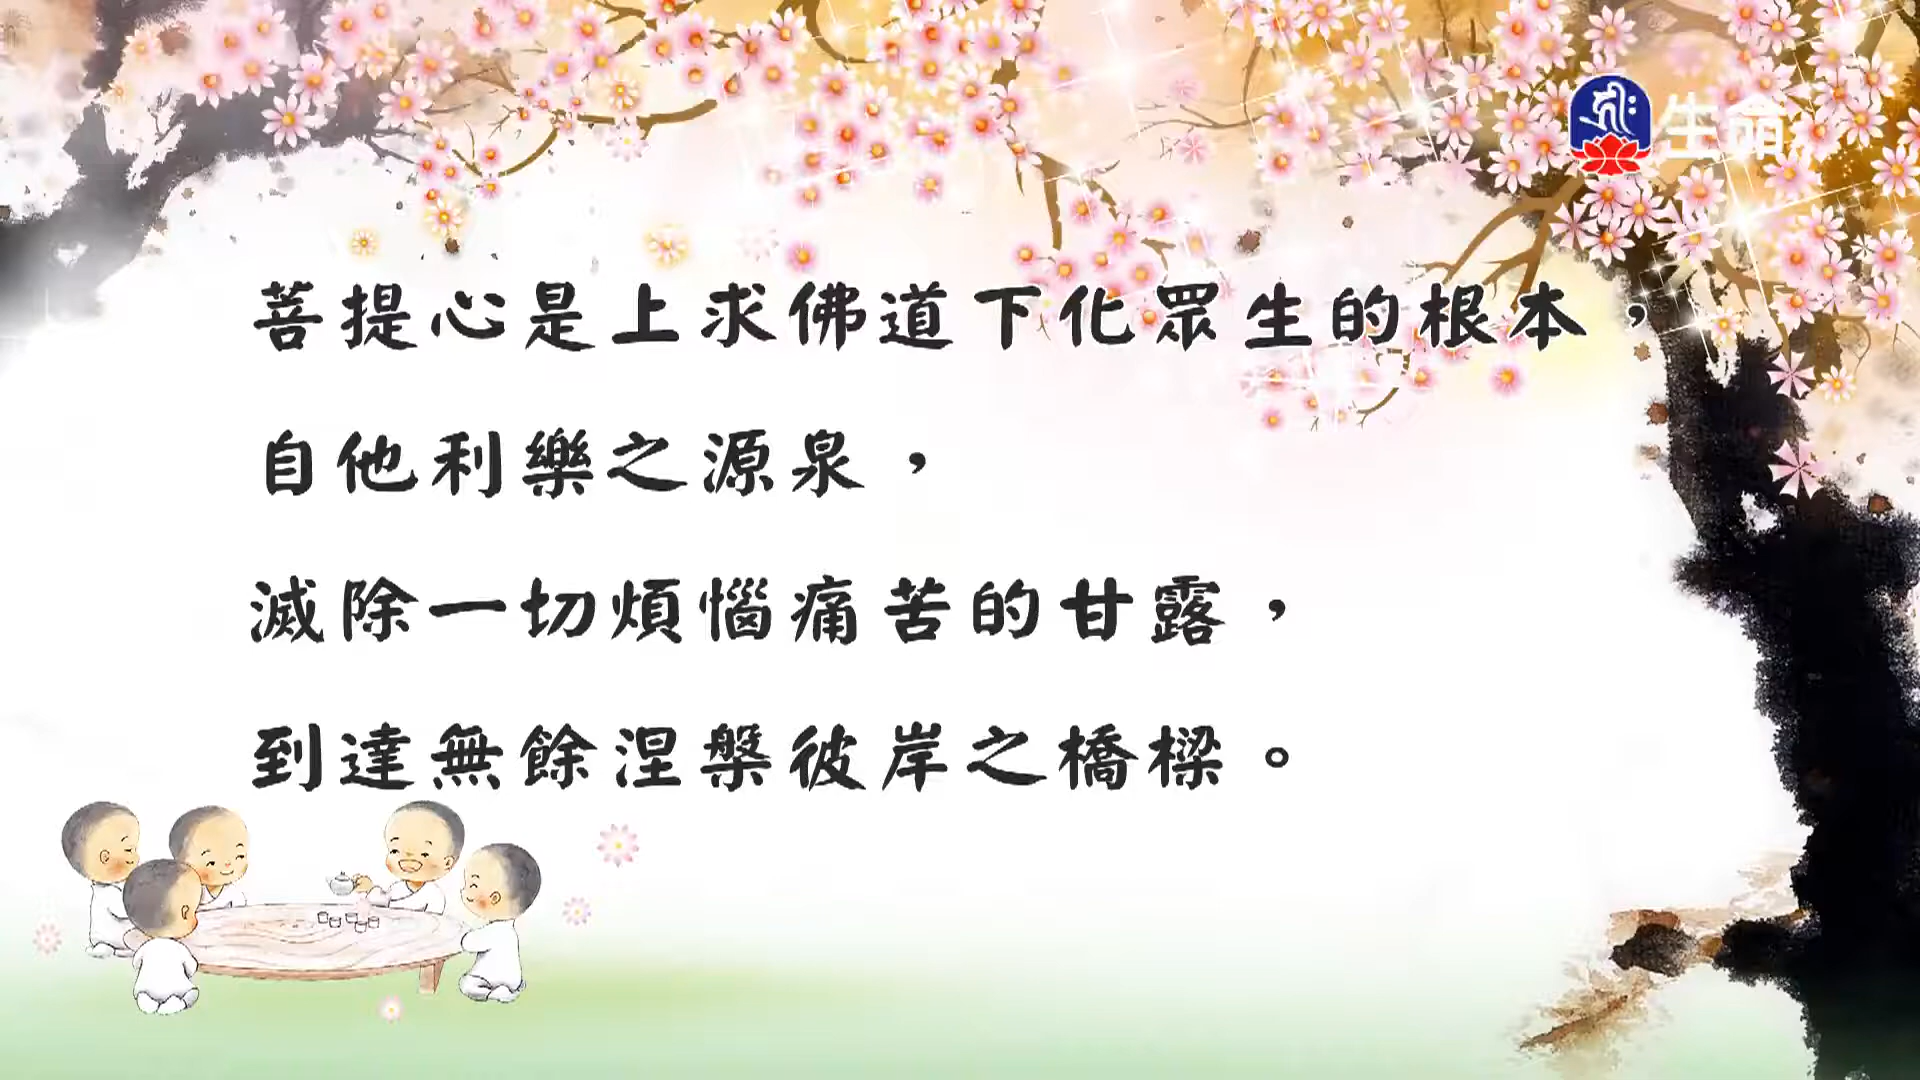 生命
菩提心是上求佛道下化眾生的根本，
自他利樂之源泉，
滅除一切煩惱痛苦的甘露，
到達無餘涅槃彼岸之橋樑。